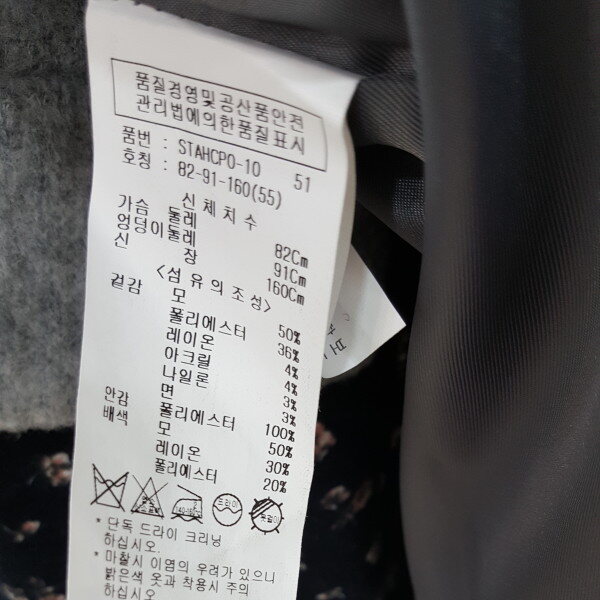 품질경영및공산품안전
관리법에의한품질표시
품번 : STAHCPO-10 51
호칭 : 82-91-160(55)
신체치수
가슴둘레 82Cm
엉덩이둘레 91Cm
신장 160Cm
<섬유의조성>
겉감 모 50%
폴리에스터 36%
레이온 4%
아크릴 4%
나일론 3%
면 3%
안감 폴리에스터 100%
배색 모 50%
레이온 30%
폴리에스터 20%
드라이
* 단독 드라이 크리닝
하십시오.
* 마찰시 이염의 우려가 있으니
밝은색 옷과 착용시 주의
하십시오